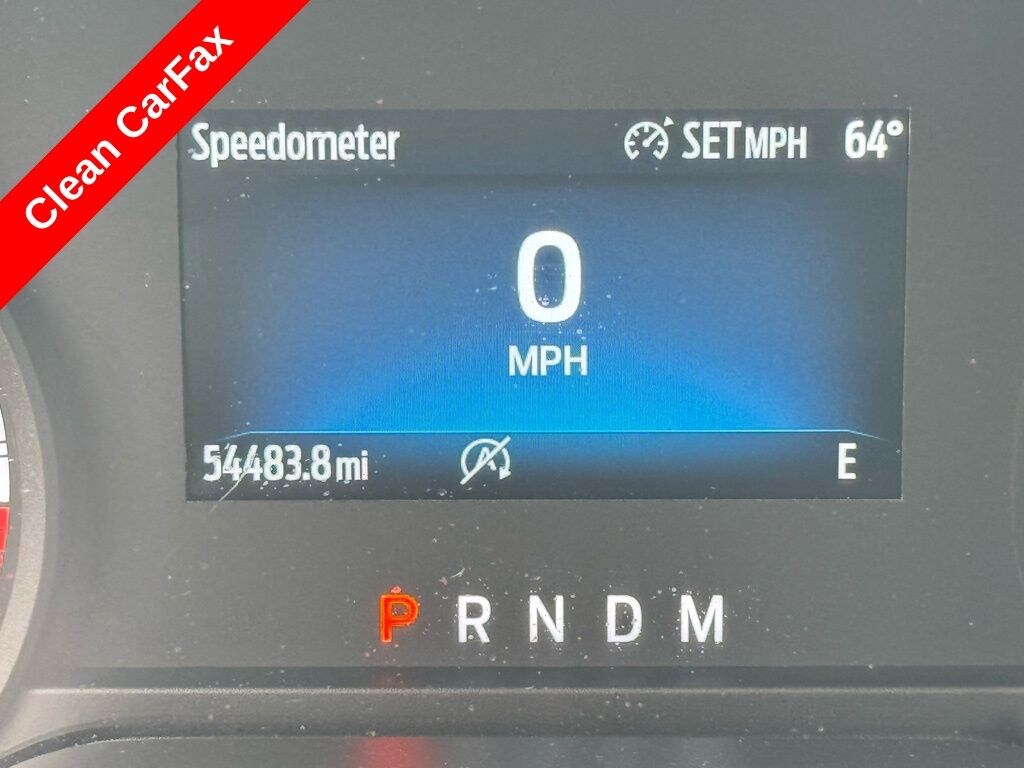 Clean CarFax
Speedometer SET MPH 64°
0
MPH
54483.8 mi A E
P R N D M